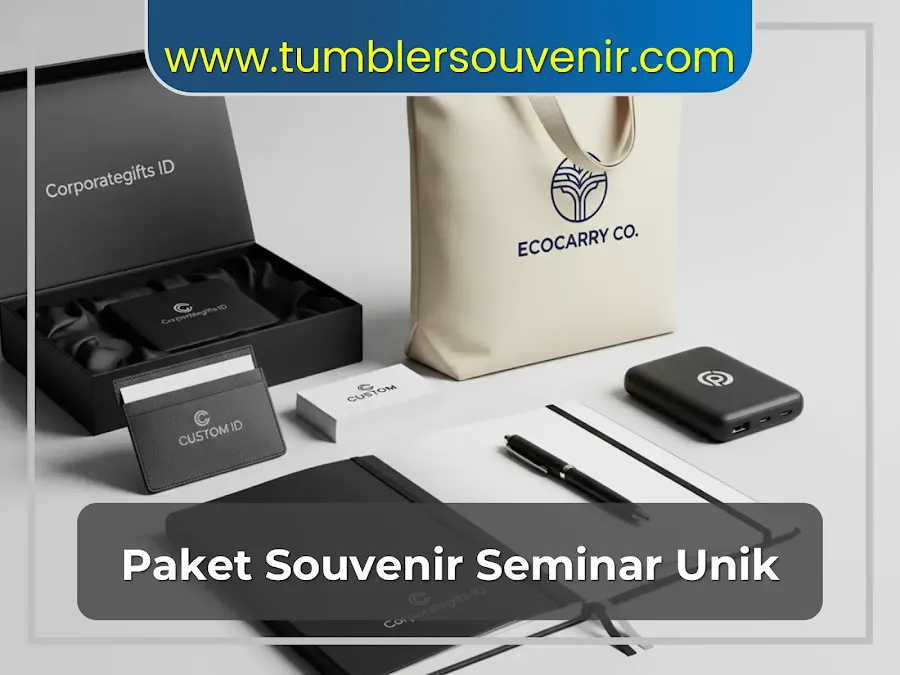 www.tumblersouvenir.com
Corporategifts ID
ECOCARRY CO.
Corporategifts ID
CUSTOM
CUSTOM ID
Paket Souvenir Seminar Unik
Corporategifts ID